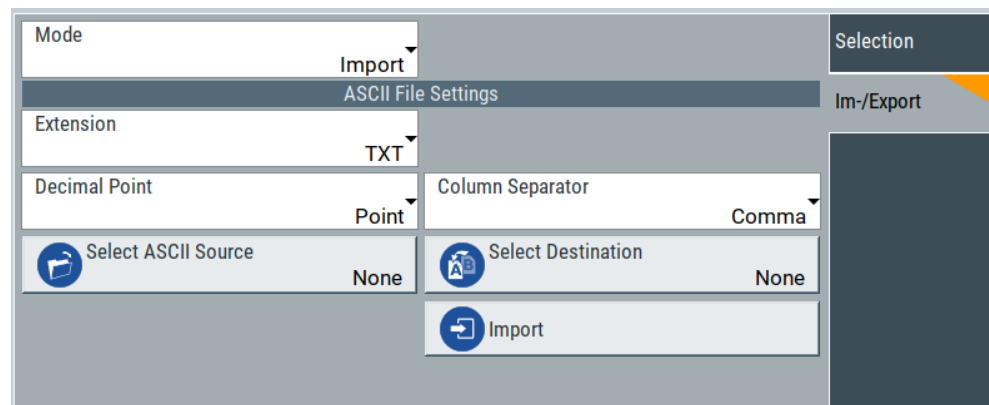 Mode
Import
Selection
ASCII File Settings
Im-/Export
Extension
TXT
Decimal Point
Point
Column Separator
Comma
Select ASCII Source
None
A B
Select Destination
None
Import